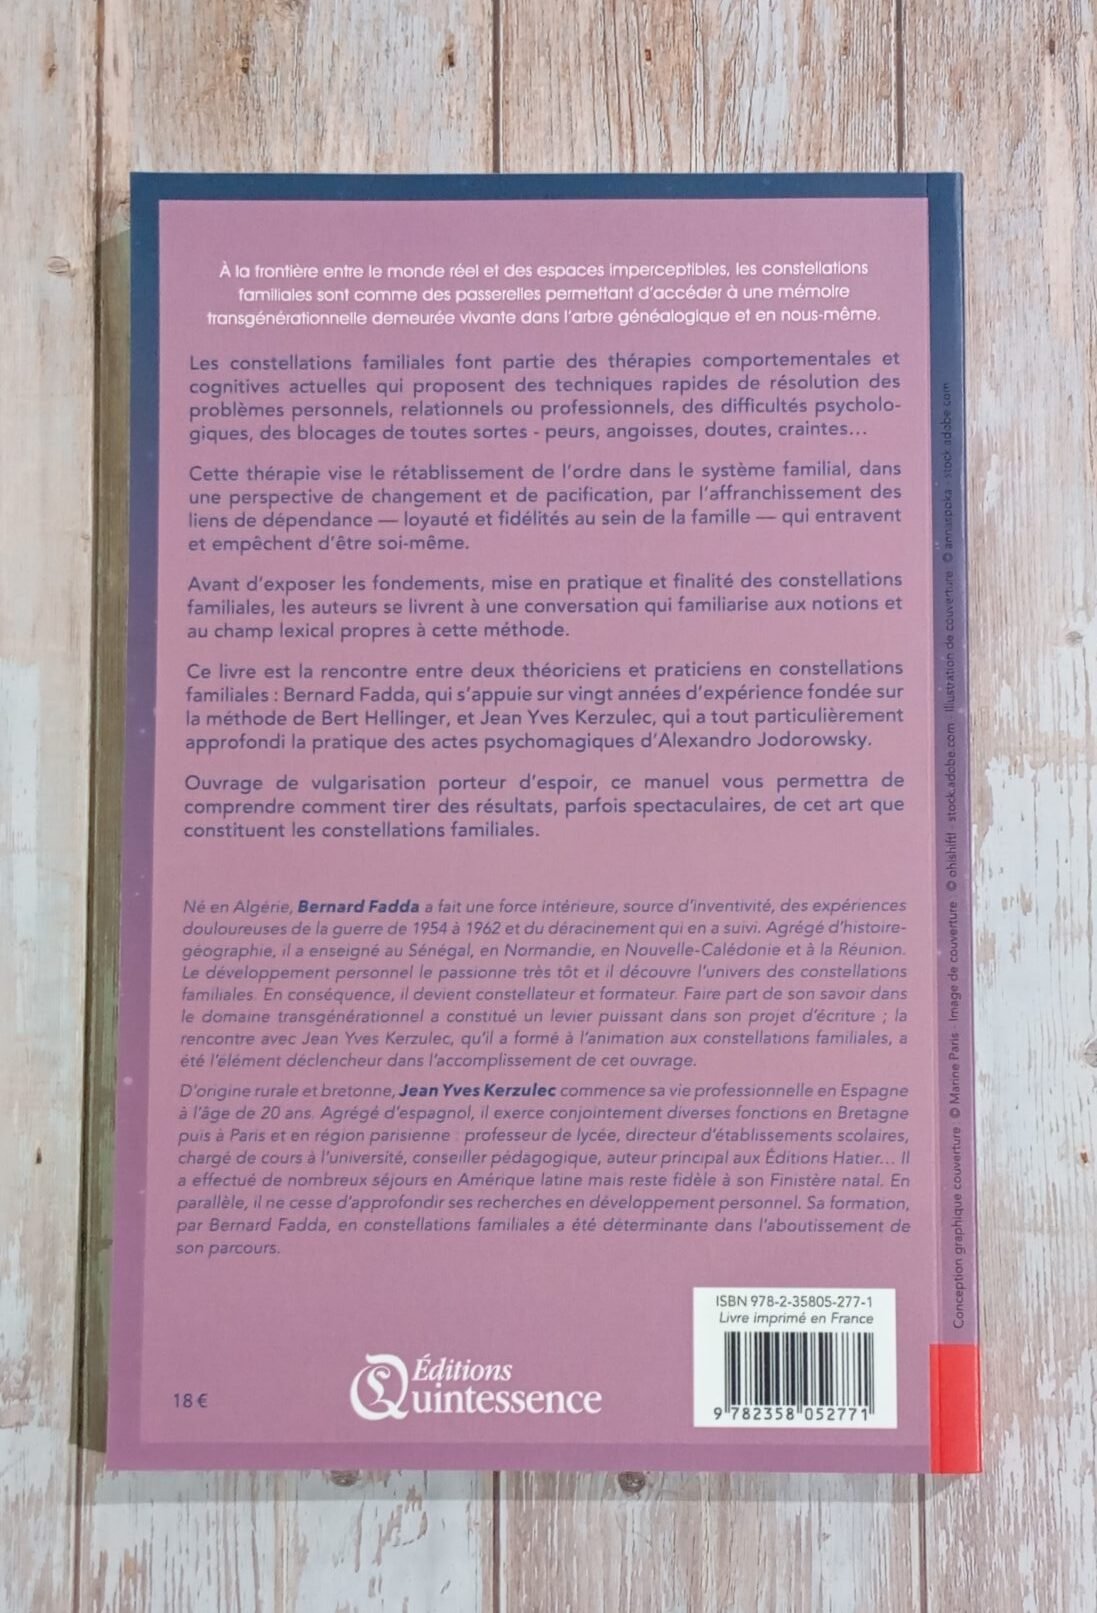 À la frontière entre le monde réel et des espaces imperceptibles, les constellations
familiales sont comme des passerelles permettant d'accéder à une mémoire
transgénérationnelle demeurée vivante dans l'arbre généalogique et en nous-même.
Les constellations familiales font partie des thérapies comportementales et
cognitives actuelles qui proposent des techniques rapides de résolution des
problèmes personnels, relationnels ou professionnels, des difficultés psycholo-
giques, des blocages de toutes sortes - peurs, angoisses, doutes, craintes...
Cette thérapie vise le rétablissement de l'ordre dans le système familial, dans
une perspective de changement et de pacification, par l'affranchissement des
liens de dépendance — loyauté et fidélités au sein de la famille — qui entravent
et empêchent d'être soi-même.
Avant d'exposer les fondements, mise en pratique et finalité des constellations
familiales, les auteurs se livrent à une conversation qui familiarise aux notions et
au champ lexical propres à cette méthode.
Ce livre est la rencontre entre deux théoriciens et praticiens en constellations
familiales : Bernard Fadda, qui s'appuie sur vingt années d'expérience fondée sur
la méthode de Bert Hellinger, et Jean Yves Kerzulec, qui a tout particulièrement
approfondi la pratique des actes psychomagiques d'Alexandro Jodorowsky.
Ouvrage de vulgarisation porteur d'espoir, ce manuel vous permettra de
comprendre comment tirer des résultats, parfois spectaculaires, de cet art que
constituent les constellations familiales.
Né en Algérie, Bernard Fadda a fait une force intérieure, source d'inventivité, des expériences
douloureuses de la guerre de 1954 à 1962 et du déracinement qui en a suivi. Agrégé d'histoire-
géographie, il a enseigné au Sénégal, en Normandie, en Nouvelle-Calédonie et à la Réunion.
Le développement personnel le passionne très tôt et il découvre l'univers des constellations
familiales. En conséquence, il devient constellateur et formateur. Faire part de son savoir dans
le domaine transgénérationnel a constitué un levier puissant dans son projet d'écriture ; la
rencontre avec Jean Yves Kerzulec, qu'il a formé à l'animation aux constellations familiales, a
été l'élément déclencheur dans l'accomplissement de cet ouvrage.
D'origine rurale et bretonne, Jean Yves Kerzulec commence sa vie professionnelle en Espagne
à l'âge de 20 ans. Agrégé d'espagnol, il exerce conjointement diverses fonctions en Bretagne
puis à Paris et en région parisienne : professeur de lycée, directeur d'établissements scolaires,
chargé de cours à l'université, conseiller pédagogique, auteur principal aux Éditions Hatier... Il
a effectué de nombreux séjours en Amérique latine mais reste fidèle à son Finistère natal. En
parallèle, il ne cesse d'approfondir ses recherches en développement personnel. Sa formation,
par Bernard Fadda, en constellations familiales a été déterminante dans l'aboutissement de
son parcours.
18 €
Éditions
Quintessence
ISBN 978-2-35805-277-1
Livre imprimé en France
9 782358 052771
Conception graphique couverture : © Marine Paris - Image de couverture © ohishiftl - stock.adobe.com - Illustration de couverture © annaspoka - stock.adobe.com